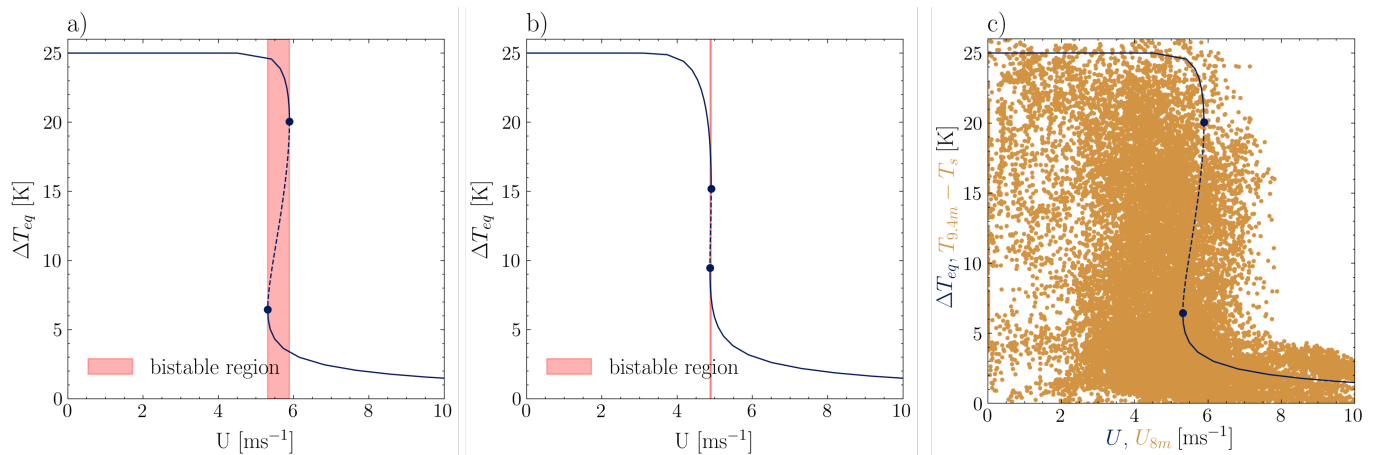 a)
25
20
15
10
5
0
ΔT_eq [K]
bistable region
0 2 4 6 8 10
U [ms⁻¹]
b)
25
20
15
10
5
0
ΔT_eq [K]
bistable region
0 2 4 6 8 10
U [ms⁻¹]
c)
25
20
15
10
5
0
ΔT_eq, T_9.4m − T_s [K]
0 2 4 6 8 10
U, U_8m [ms⁻¹]